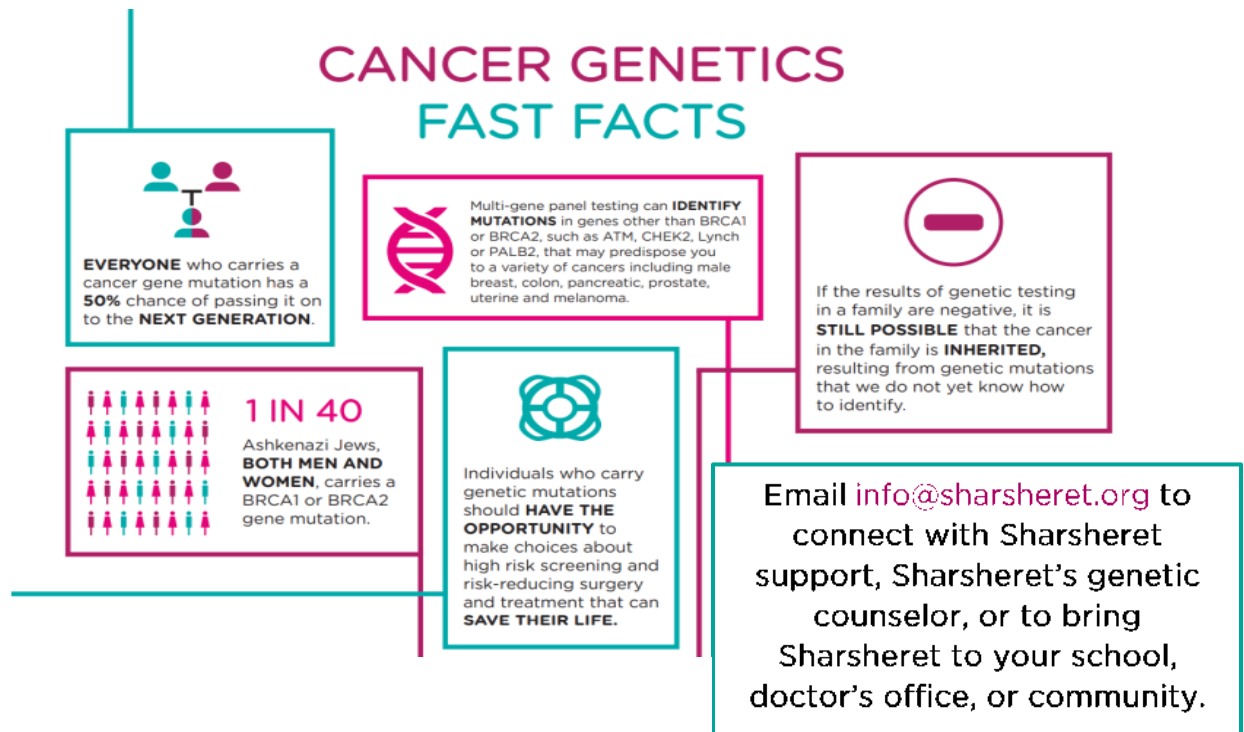 CANCER GENETICS
FAST FACTS
EVERYONE who carries a
cancer gene mutation has a
50% chance of passing it on
to the NEXT GENERATION.
Multi-gene panel testing can IDENTIFY
MUTATIONS in genes other than BRCA1
or BRCA2, such as ATM, CHEK2, Lynch
or PALB2, that may predispose you
to a variety of cancers including male
breast, colon, pancreatic, prostate,
uterine and melanoma.
If the results of genetic testing
in a family are negative, it is
STILL POSSIBLE that the cancer
in the family is INHERITED,
resulting from genetic mutations
that we do not yet know how
to identify.
1 IN 40
Ashkenazi Jews,
BOTH MEN AND
WOMEN, carries a
BRCA1 or BRCA2
gene mutation.
Individuals who carry
genetic mutations
should HAVE THE
OPPORTUNITY to
make choices about
high risk screening and
risk-reducing surgery
and treatment that can
SAVE THEIR LIFE.
Email info@sharsheret.org to
connect with Sharsheret
support, Sharsheret's genetic
counselor, or to bring
Sharsheret to your school,
doctor's office, or community.